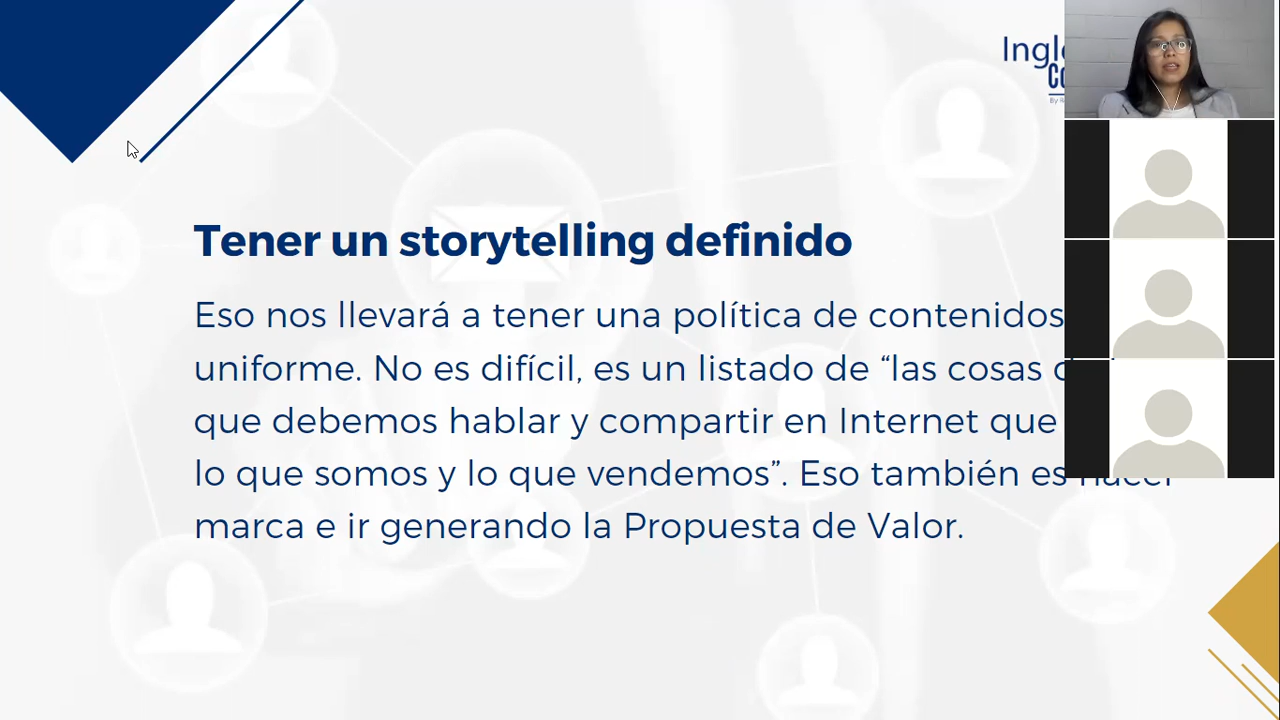 Tener un storytelling definido
Eso nos llevará a tener una política de contenidos
uniforme. No es difícil, es un listado de “las cosas
que debemos hablar y compartir en Internet que
lo que somos y lo que vendemos”. Eso también es hacer
marca e ir generando la Propuesta de Valor.